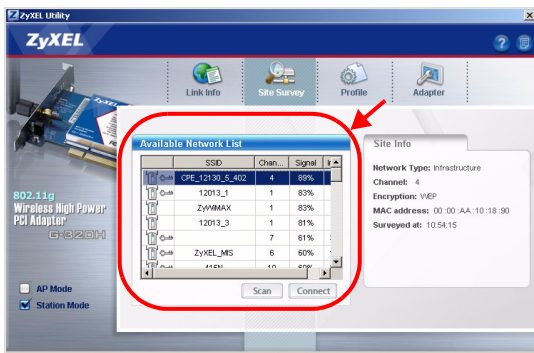 ZyXEL Utility
ZyXEL
Link Info
Site Survey
Profile
Adapter
Available Network List
SSID Chan... Signal
CPE_12130_5_402 4 89%
12013_1 1 83%
ZyWMAX 1 83%
12013_3 1 81%
7 61%
ZyXEL_MIS 6 60%
Scan
Connect
Site Info
Network Type: Infrastructure
Channel: 4
Encryption: WEP
MAC address: 00:00:AA:10:18:90
Surveyed at: 10:54:15
ZyXEL
802.11g
Wireless High Power
PCI Adapter
G-320H
AP Mode
Station Mode